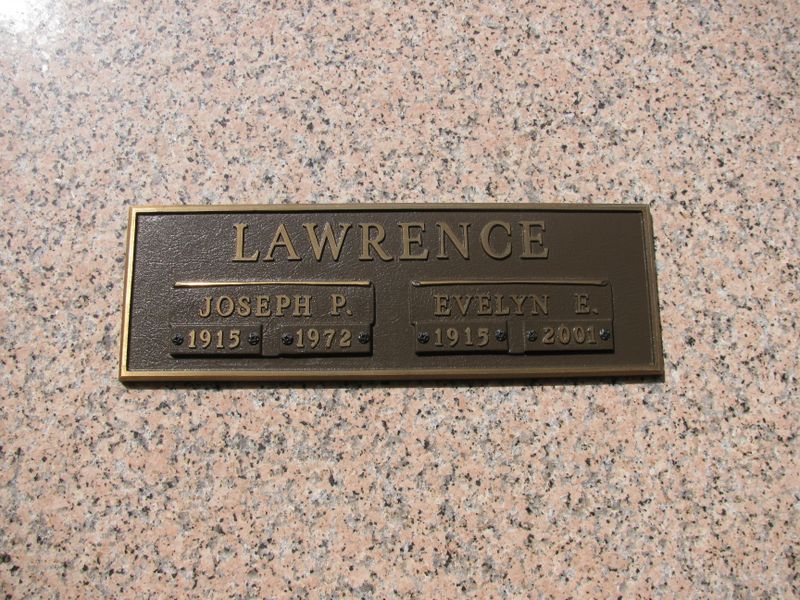 LAWRENCE
JOSEPH P. EVELYN E.
1915 1972 1915 2001